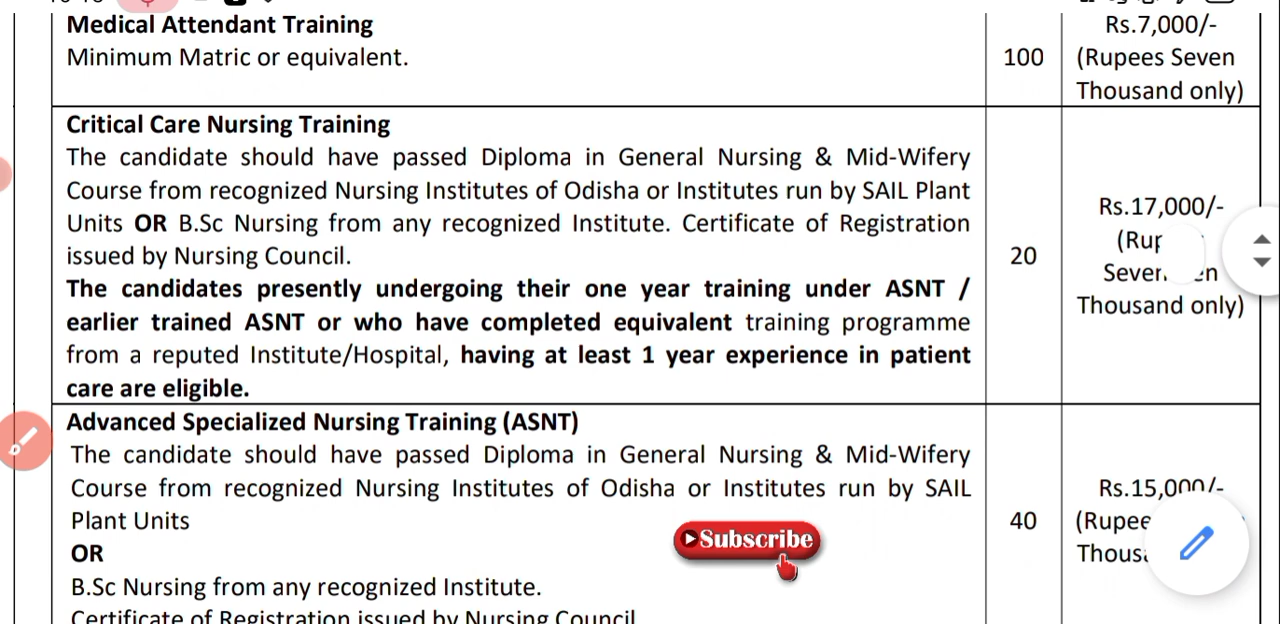 Medical Attendant Training
Minimum Matric or equivalent.
100
Rs.7,000/-
(Rupees Seven
Thousand only)
Critical Care Nursing Training
The candidate should have passed Diploma in General Nursing & Mid-Wifery
Course from recognized Nursing Institutes of Odisha or Institutes run by SAIL Plant
Units OR B.Sc Nursing from any recognized Institute. Certificate of Registration
issued by Nursing Council.
The candidates presently undergoing their one year training under ASNT /
earlier trained ASNT or who have completed equivalent training programme
from a reputed Institute/Hospital, having at least 1 year experience in patient
care are eligible.
20
Rs.17,000/-
Thousand only)
Advanced Specialized Nursing Training (ASNT)
The candidate should have passed Diploma in General Nursing & Mid-Wifery
Course from recognized Nursing Institutes of Odisha or Institutes run by SAIL
Plant Units
OR
B.Sc Nursing from any recognized Institute.
Certificate of Registration issued by Nursing Council
40
Rs.15,000/-
Subscribe